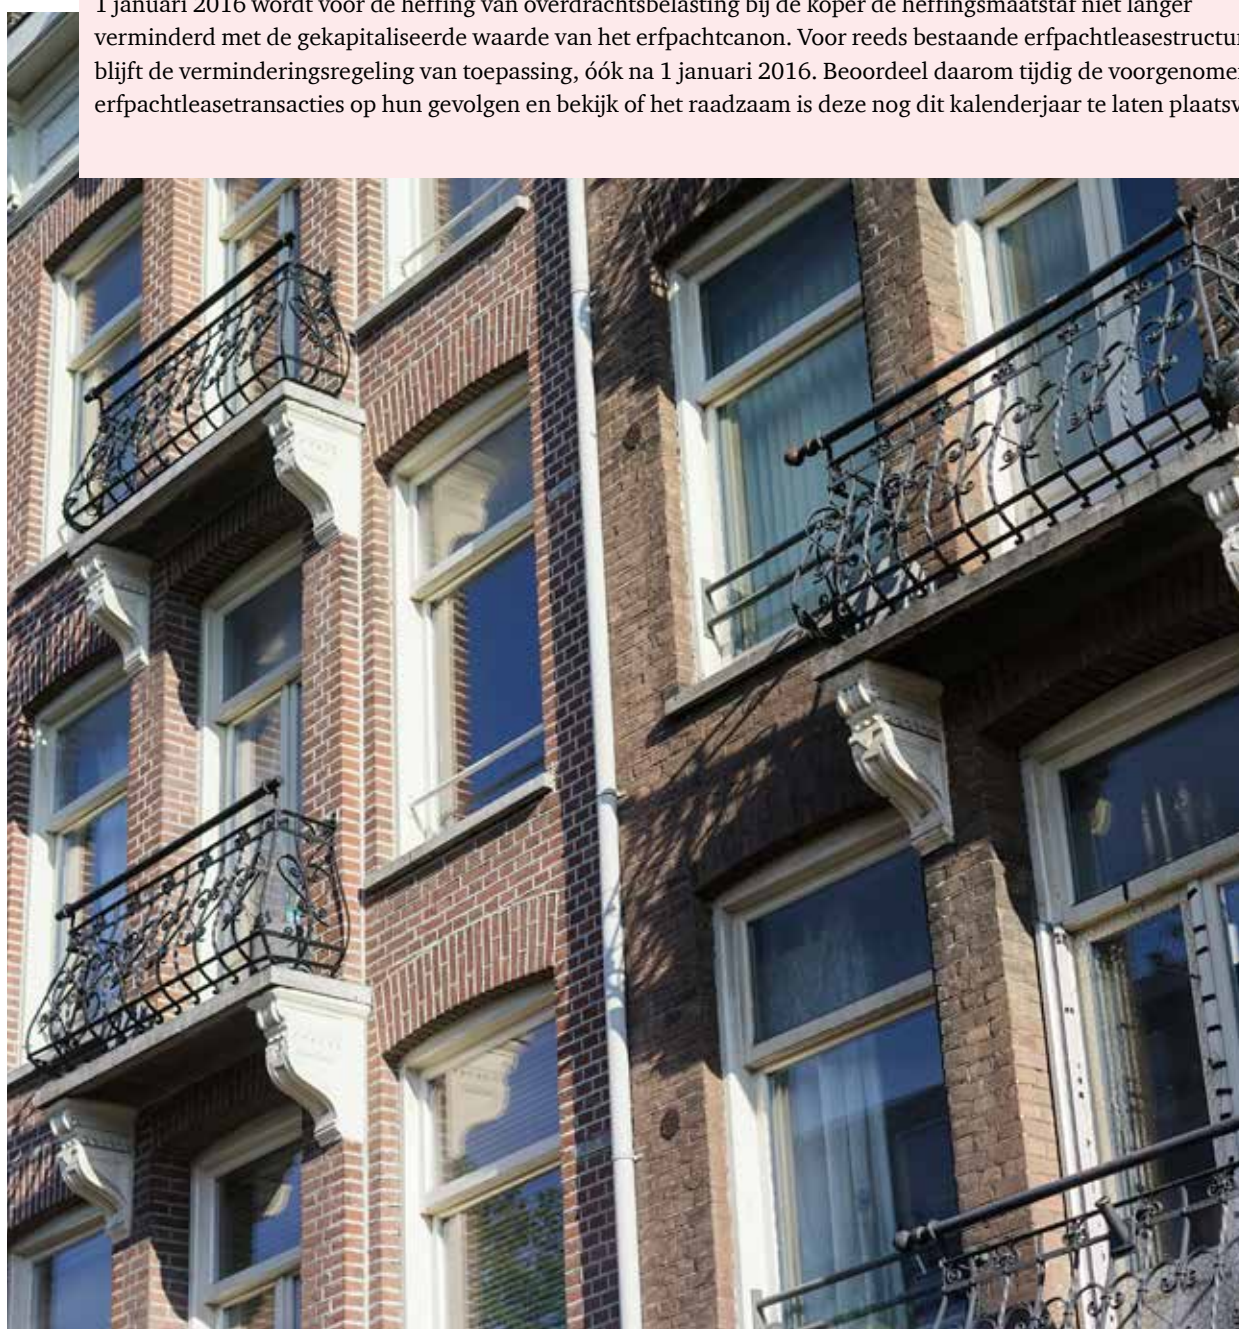 1 januari 2016 wordt voor de heffing van overdrachtsbelasting bij de koper de heffingsmaatstaf niet langer
verminderd met de gekapitaliseerde waarde van het erfpachtcanon. Voor reeds bestaande
blijft de verminderingsregeling van toepassing, óók na 1 januari 2016. Beoordeel daarom tijdig de
erfpachtleasetransacties op hun gevolgen en bekijk of het raadzaam is deze nog dit kalenderjaar te laten